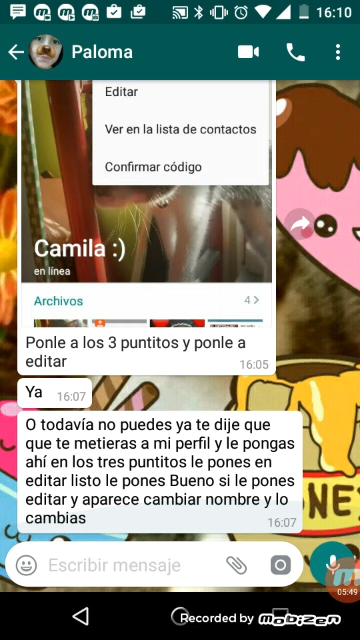 16:10
Paloma
Editar
Ver en la lista de contactos
Confirmar código
Camila :)
en línea
Archivos 4 >
Ponle a los 3 puntitos y ponle a
editar 16:05
Ya 16:07
O todavía no puedes ya te dije que
que te metieras a mi perfil y le pongas
ahí en los tres puntitos le pones en
editar listo le pones Bueno si le pones
editar y aparece cambiar nombre y lo
cambias 16:07
NE
Escribir mensaje
05:49
Recorded by mobizen